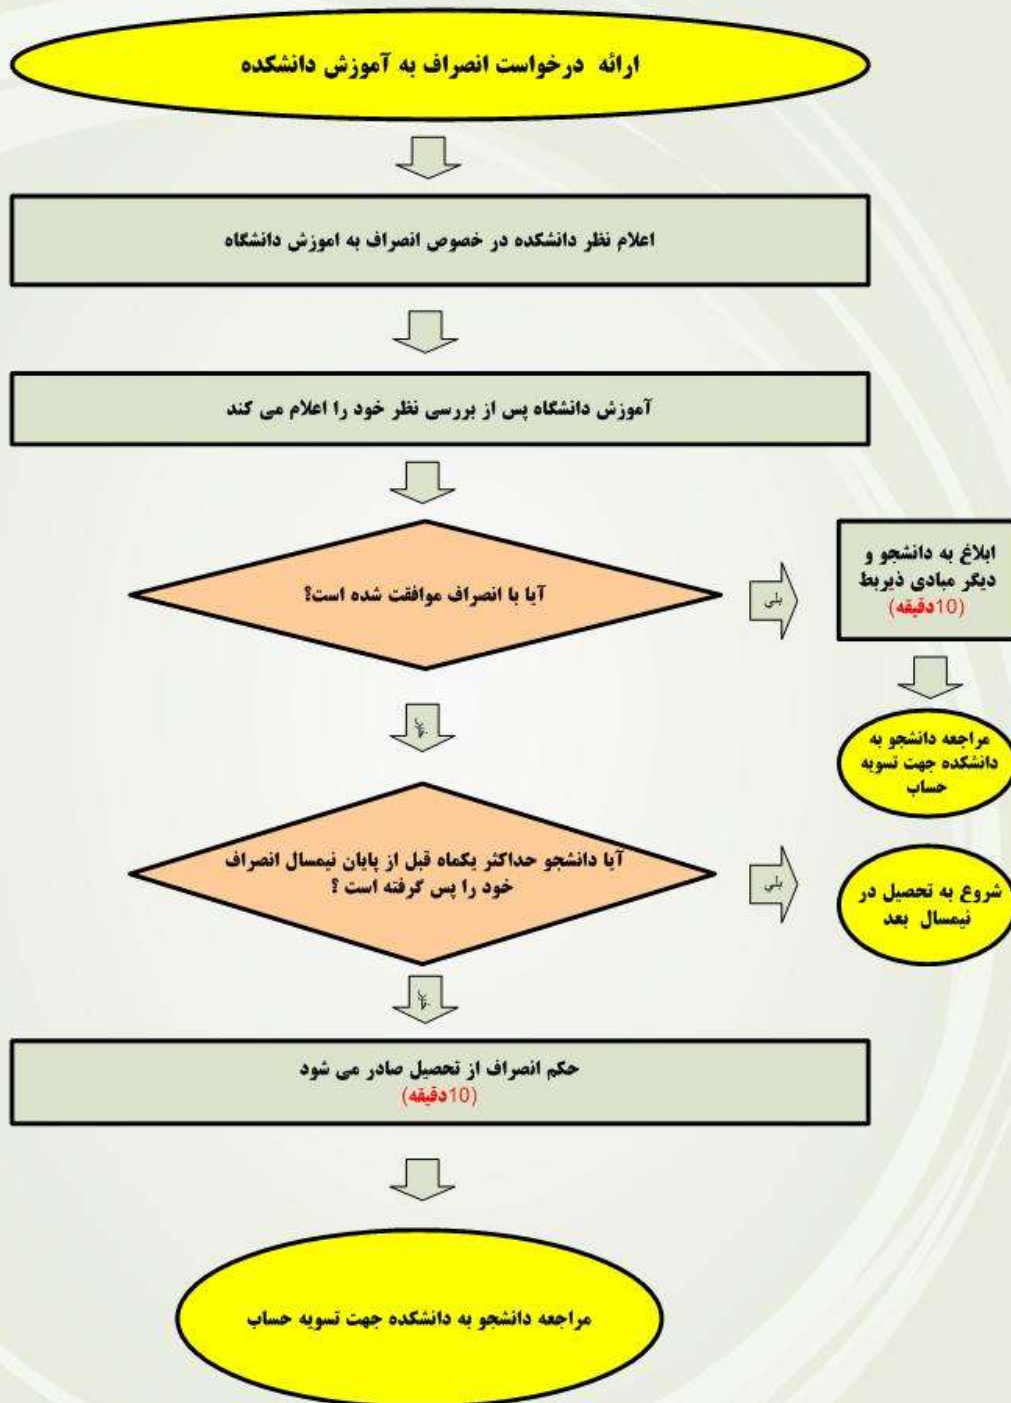 ارائه درخواست انصراف به آموزش دانشکده
اعلام نظر دانشکده در خصوص انصراف به اموزش دانشگاه
آموزش دانشگاه پس از بررسی نظر خود را اعلام می کند
آیا با انصراف موافقت شده است؟
بلی
ابلاغ به دانشجو و
دیگر مبادی ذیربط
(10دقیقه)
مراجعه دانشجو به
دانشکده جهت تسویه
حساب
خیر
آیا دانشجو حداکثر یکماه قبل از پایان نیمسال انصراف
خود را پس گرفته است ؟
بلی
شروع به تحصیل در
نیمسال بعد
خیر
حکم انصراف از تحصیل صادر می شود
(10دقیقه)
مراجعه دانشجو به دانشکده جهت تسویه حساب